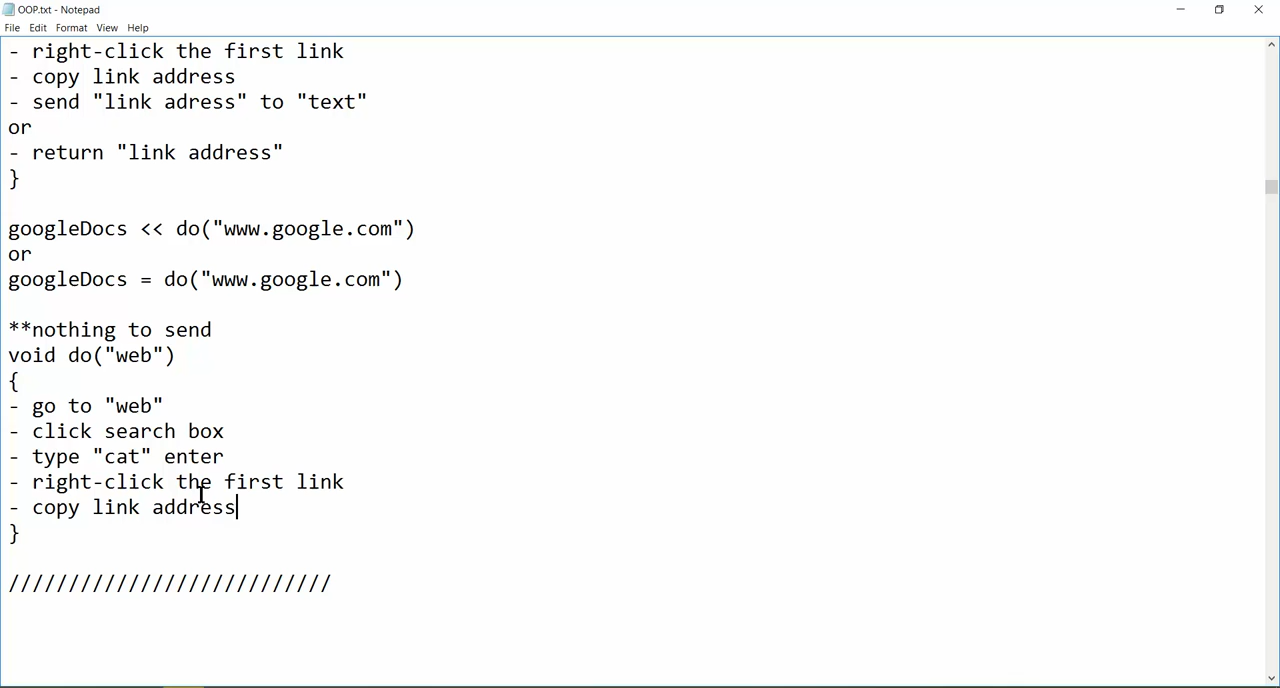 OOP.txt - Notepad
File Edit Format View Help
- right-click the first link
- copy link address
- send "link adress" to "text"
or
- return "link address"
}
googleDocs << do("www.google.com")
or
googleDocs = do("www.google.com")
**nothing to send
void do("web")
{
- go to "web"
- click search box
- type "cat" enter
- right-click the first link
- copy link address
}
///////////////////////////